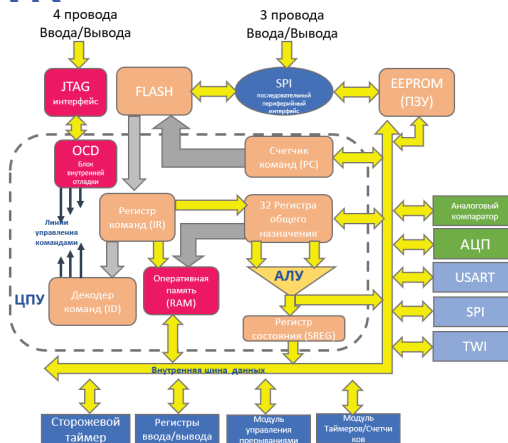 4 провода
Ввода/Вывода
3 провода
Ввода/Вывода
JTAG
интерфейс
FLASH
SPI
последовательный
периферийный
интерфейс
EEPROM
(ПЗУ)
OCD
Блок
внутренней
отладки
Счетчик
команд (PC)
Линии
управления
командами
Регистр
команд (IR)
32 Регистра
общего
назначения
Аналоговый
компаратор
АЦП
USART
SPI
TWI
ЦПУ
Декодер
команд (ID)
Оперативная
память
(RAM)
АЛУ
Регистр
состояния (SREG)
Внутренняя шина данных
Сторожевой
таймер
Регистры
ввода/вывода
Модуль
управления
прерываниями
Модуль
Таймеров/Счетчи
ков